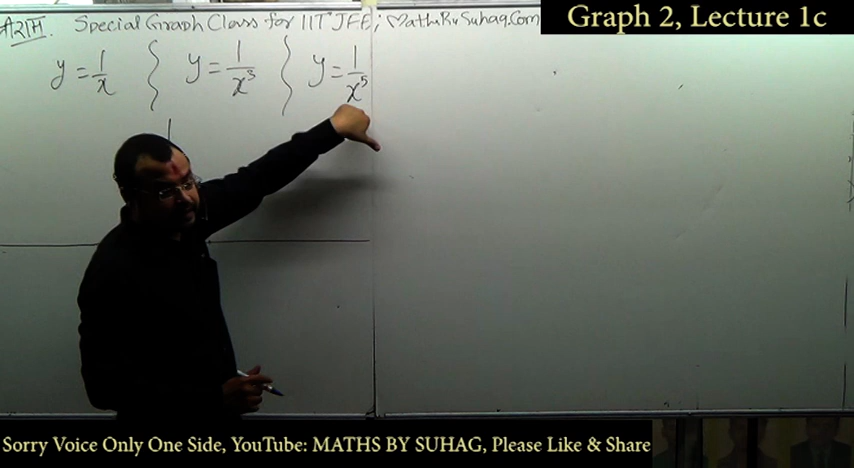 Graph 2, Lecture 1c
Special Graph Class for IIT JEE; MathsBySuhag.Com
y = 1/x { y = 1/x³ { y = 1/x⁵
Sorry Voice Only One Side, YouTube: MATHS BY SUHAG, Please Like & Share